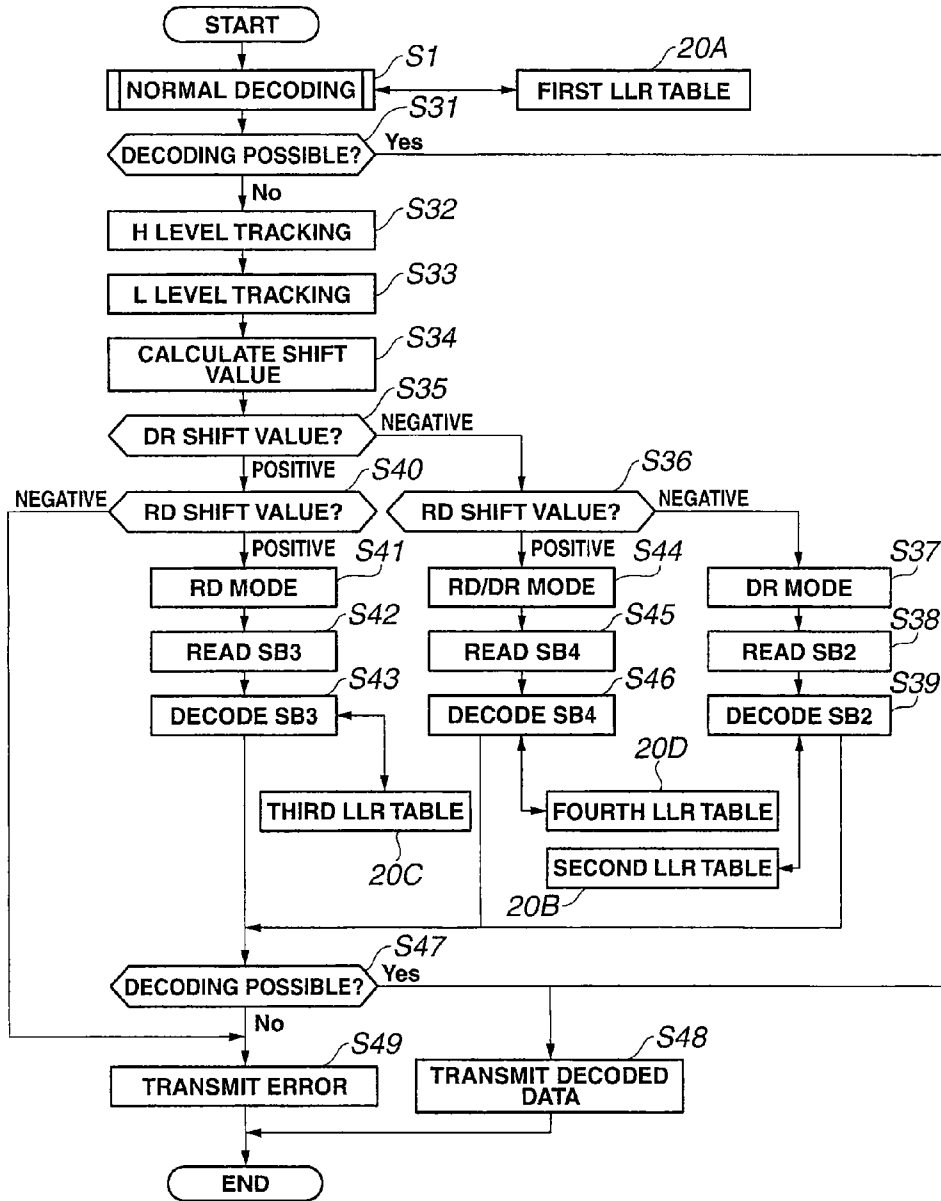 START
S1
20A
NORMAL DECODING
FIRST LLR TABLE
S31
DECODING POSSIBLE?
Yes
No
S32
H LEVEL TRACKING
S33
L LEVEL TRACKING
S34
CALCULATE SHIFT
VALUE
S35
DR SHIFT VALUE?
NEGATIVE
POSITIVE
S40
S36
NEGATIVE
RD SHIFT VALUE?
RD SHIFT VALUE?
NEGATIVE
POSITIVE
S41
POSITIVE
S44
S37
RD MODE
RD/DR MODE
DR MODE
S42
S45
S38
READ SB3
READ SB4
READ SB2
S43
S46
S39
DECODE SB3
DECODE SB4
DECODE SB2
20D
THIRD LLR TABLE
FOURTH LLR TABLE
20C
SECOND LLR TABLE
20B
S47
DECODING POSSIBLE?
Yes
No
S49
S48
TRANSMIT ERROR
TRANSMIT DECODED
DATA
END